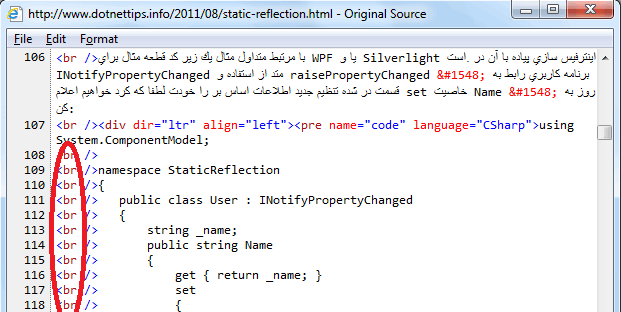 http://www.dotnettips.info/2011/08/static-reflection.html - Original Source
File Edit Format
106 <br />براي مثال قطعه كد زير يك مثال متداول مرتبط با WPF و يا Silverlight است. در آن با پياده سازي اينترفيس
INotifyPropertyChanged و استفاده از متد raisePropertyChanged &#1548; به رابط كاربري برنامه
اعلام خواهيم كرد كه لطفا خودت را بر اساس اطلاعات جديد تنظيم شده در قسمت set خاصيت Name &#1548; به روز
كن:
107 <br /><div dir="ltr" align="left"><pre name="code" language="CSharp">using
System.ComponentModel;
108 <br />
109 <br />namespace StaticReflection
110 <br />{
111 <br />   public class User : INotifyPropertyChanged
112 <br />   {
113 <br />       string _name;
114 <br />       public string Name
115 <br />       {
116 <br />           get { return _name; }
117 <br />           set
118 <br />           {